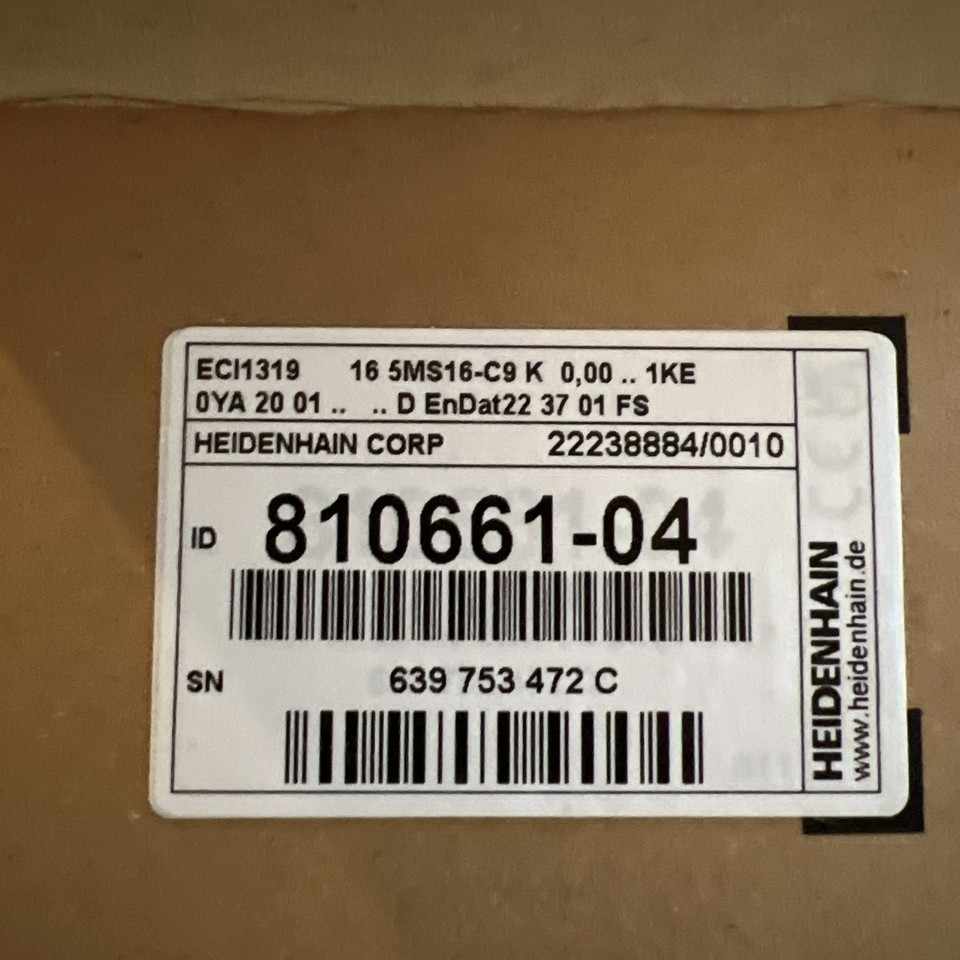 ECI1319 16 5MS16-C9 K 0,00 .. 1KE
0YA 20 01 .. .. D EnDat22 37 01 FS
HEIDENHAIN CORP 22238884/0010
ID 810661-04
SN 639 753 472 C
HEIDENHAIN
www.heidenhain.de